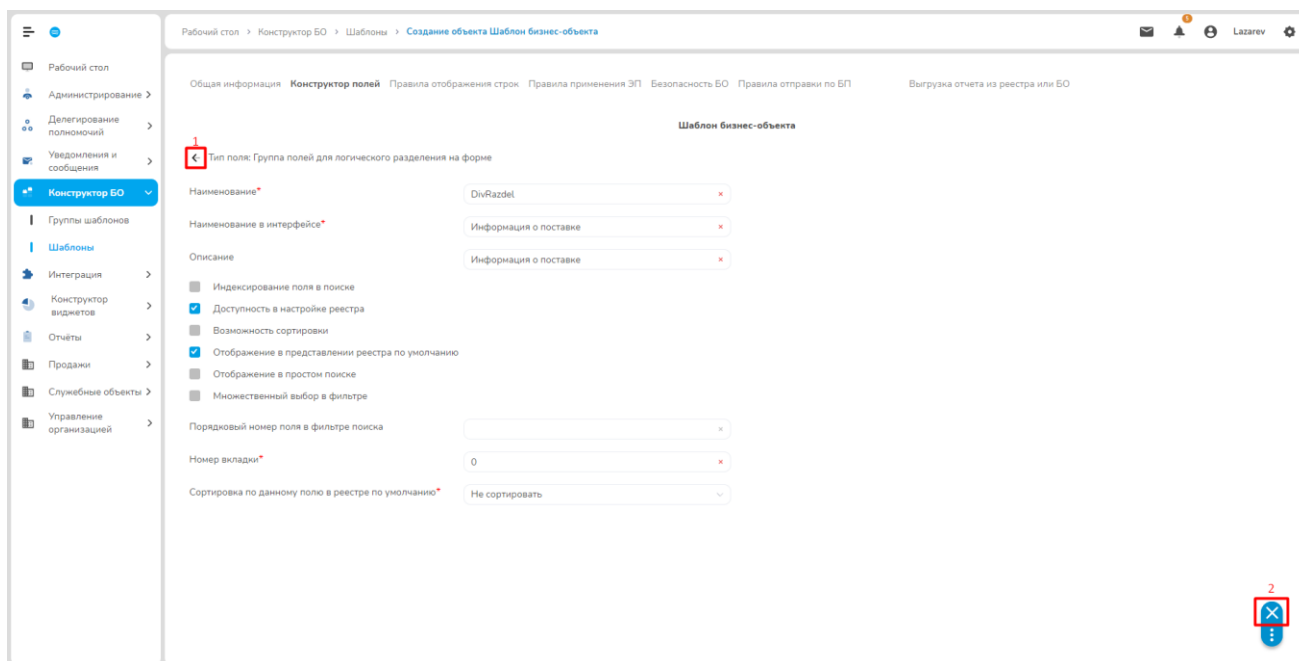 Рабочий стол > Конструктор БО > Шаблоны > Создание объекта Шаблон бизнес-объекта
1
Lazarev
Рабочий стол
Администрирование
Делегирование
полномочий
Уведомления и
сообщения
Конструктор БО
Группы шаблонов
Шаблоны
Интеграция
Конструктор
виджетов
Отчёты
Продажи
Служебные объекты
Управление
организацией
Общая информация Конструктор полей Правила отображения строк Правила применения ЭП Безопасность БО Правила отправки по БП Выгрузка отчета из реестра или БО
Шаблон бизнес-объекта
1
Тип поля: Группа полей для логического разделения на форме
Наименование* DivRazdel
Наименование в интерфейсе* Информация о поставке
Описание Информация о поставке
Индексирование поля в поиске
Доступность в настройке реестра
Возможность сортировки
Отображение в представлении реестра по умолчанию
Отображение в простом поиске
Множественный выбор в фильтре
Порядковый номер поля в фильтре поиска
Номер вкладки* 0
Сортировка по данному полю в реестре по умолчанию* Не сортировать
2